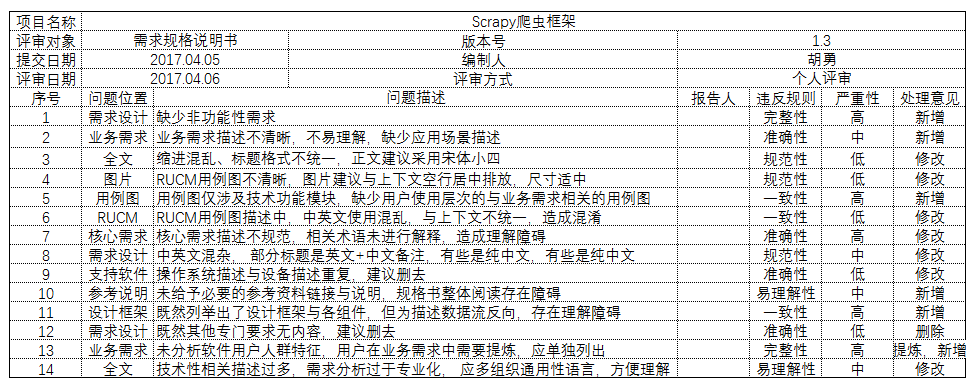 项目名称 Scrapy爬虫框架
评审对象 需求规格说明书 版本号 1.3
提交日期 2017.04.05 编制人 胡勇
评审日期 2017.04.06 评审方式 个人评审
序号 问题位置 问题描述 报告人 违反规则 严重性 处理意见
1 需求设计 缺少非功能性需求 完整性 高 新增
2 业务需求 业务需求描述不清晰，不易理解，缺少应用场景描述 准确性 中 新增
3 全文 缩进混乱、标题格式不统一，正文建议采用宋体小四 规范性 低 修改
4 图片 RUCM用例图不清晰，图片建议与上下文空行居中排放，尺寸适中 规范性 低 修改
5 用例图 用例图仅涉及技术功能模块，缺少用户使用层次的与业务需求相关的用例图 一致性 高 新增
6 RUCM RUCM用例图描述中，中英文使用混乱，与上下文不统一，造成混淆 一致性 低 修改
7 核心需求 核心需求描述不规范，相关术语未进行解释，造成理解障碍 准确性 高 修改
8 需求设计 中英文混杂， 部分标题是英文+中文备注，有些是纯中文，有些是纯中文 规范性 中 修改
9 支持软件 操作系统描述与设备描述重复，建议删去 准确性 低 修改
10 参考说明 未给予必要的参考资料链接与说明，规格书整体阅读存在障碍 易理解性 中 新增
11 设计框架 既然列举出了设计框架与各组件，但为描述数据流反向，存在理解障碍 一致性 高 新增
12 需求设计 既然其他专门要求无内容，建议删去 准确性 低 删除
13 业务需求 未分析软件用户人群特征，用户在业务需求中需要提炼，应单独列出 完整性 高 提炼，新增
14 全文 技术性相关描述过多，需求分析过于专业化， 应多组织通用性语言，方便理解 易理解性 中 修改